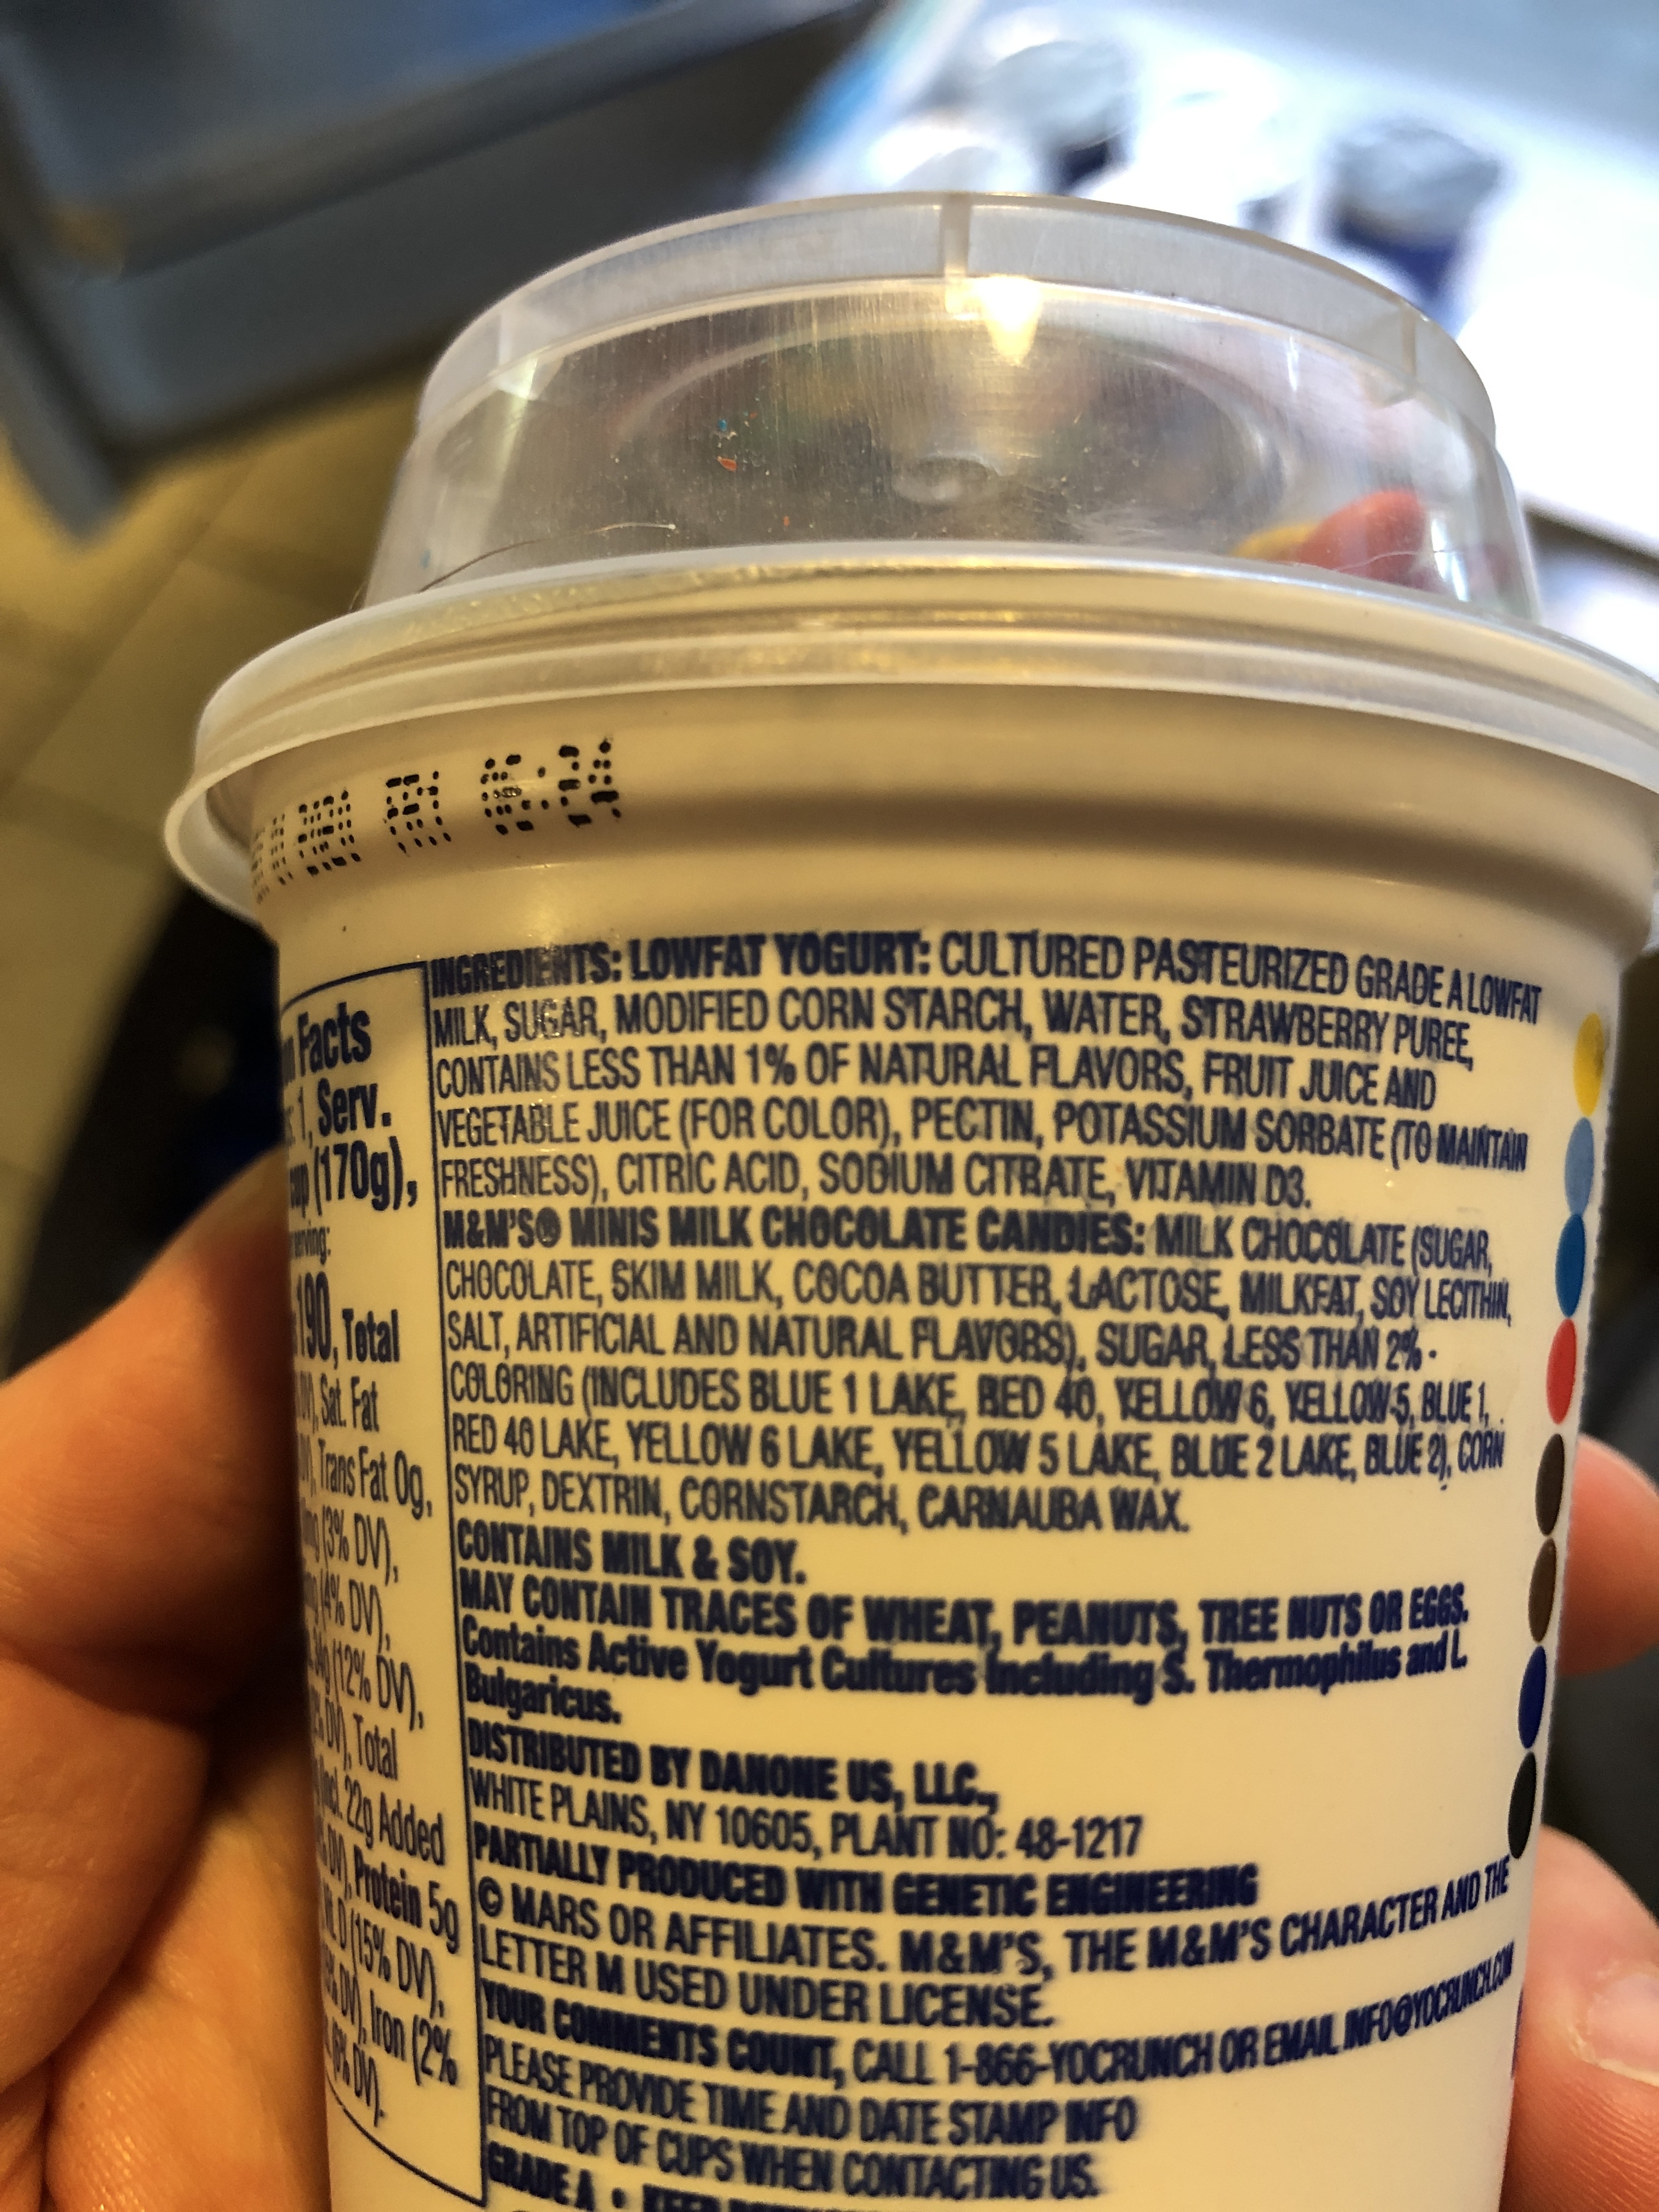 2021 06:24
INGREDIENTS: LOWFAT YOGURT: CULTURED PASTEURIZED GRADE A LOWFAT
MILK, SUGAR, MODIFIED CORN STARCH, WATER, STRAWBERRY PUREE,
CONTAINS LESS THAN 1% OF NATURAL FLAVORS, FRUIT JUICE AND
VEGETABLE JUICE (FOR COLOR), PECTIN, POTASSIUM SORBATE (TO MAINTAIN
FRESHNESS), CITRIC ACID, SODIUM CITRATE, VITAMIN D3.
M&M'S® MINIS MILK CHOCOLATE CANDIES: MILK CHOCOLATE (SUGAR,
CHOCOLATE, SKIM MILK, COCOA BUTTER, LACTOSE, MILKFAT, SOY LECITHIN,
SALT, ARTIFICIAL AND NATURAL FLAVORS), SUGAR, LESS THAN 2% -
COLORING (INCLUDES BLUE 1 LAKE, RED 40, YELLOW 6, YELLOW 5, BLUE 1,
RED 40 LAKE, YELLOW 6 LAKE, YELLOW 5 LAKE, BLUE 2 LAKE, BLUE 2), CORN
SYRUP, DEXTRIN, CORNSTARCH, CARNAUBA WAX.
CONTAINS MILK & SOY.
MAY CONTAIN TRACES OF WHEAT, PEANUTS, TREE NUTS OR EGGS.
Contains Active Yogurt Cultures Including S. Thermophilus and L.
Bulgaricus.
DISTRIBUTED BY DANONE US, LLC.,
WHITE PLAINS, NY 10605, PLANT NO: 48-1217
PARTIALLY PRODUCED WITH GENETIC ENGINEERING
© MARS OR AFFILIATES. M&M'S, THE M&M'S CHARACTER AND THE
LETTER M USED UNDER LICENSE.
YOUR COMMENTS COUNT, CALL 1-866-YOCRUNCH OR EMAIL INFO@YOCRUNCH.COM
PLEASE PROVIDE TIME AND DATE STAMP INFO
FROM TOP OF CUPS WHEN CONTACTING US.
GRADE A •
Facts
1, Serv.
(170g),
190, Total
Sat. Fat
Trans Fat 0g,
(3% DV),
(4% DV),
(12% DV),
Total
22g Added
Protein 5g
(15% DV),
Iron (2%
(6% DV).